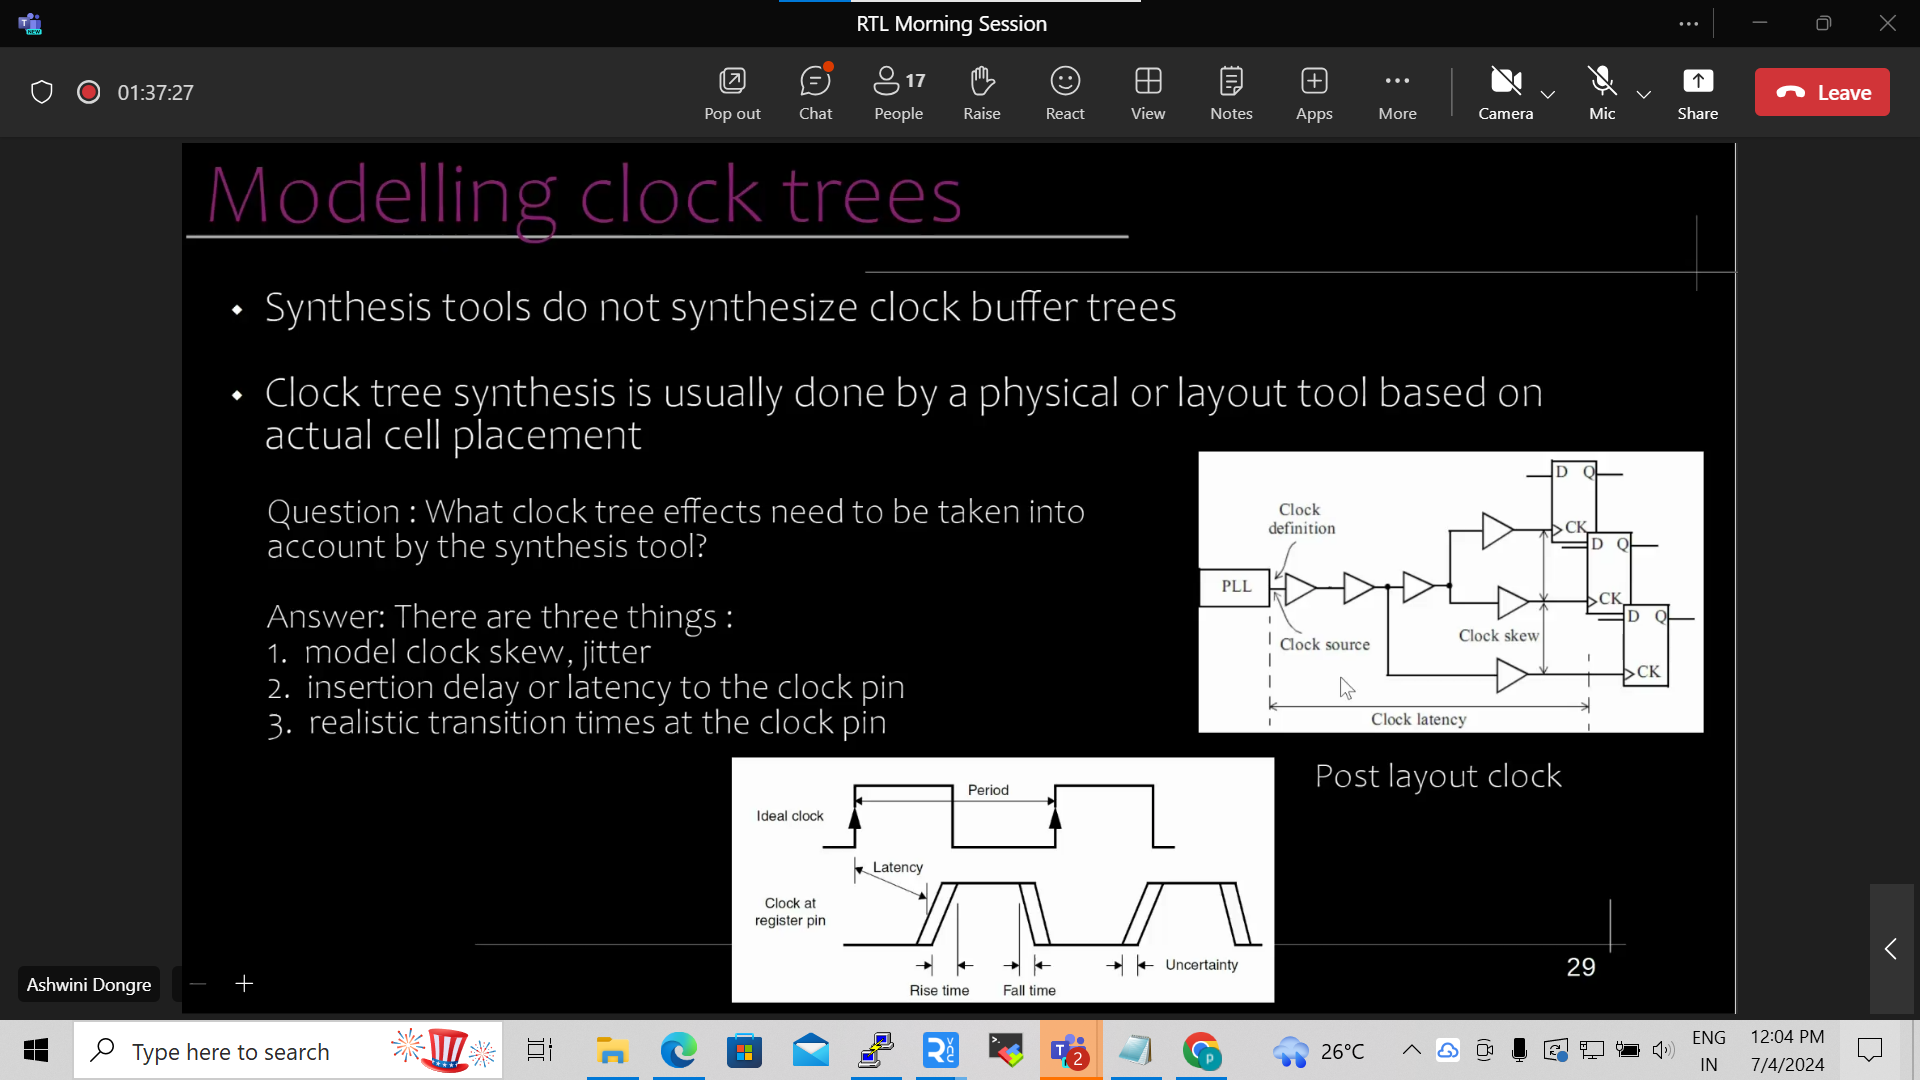 RTL Morning Session
01:37:27
Pop out
Chat
17
People
Raise
React
View
Notes
Apps
More
Camera
Mic
Share
Leave
Modelling clock trees
Synthesis tools do not synthesize clock buffer trees
Clock tree synthesis is usually done by a physical or layout tool based on
actual cell placement
Question : What clock tree effects need to be taken into
account by the synthesis tool?
Answer: There are three things :
1. model clock skew, jitter
2. insertion delay or latency to the clock pin
3. realistic transition times at the clock pin
Clock
definition
PLL
Clock source
Clock skew
Clock latency
D Q
CK
D Q
CK
D Q
CK
Post layout clock
Period
Ideal clock
Latency
Clock at
register pin
Uncertainty
Rise time
Fall time
29
Ashwini Dongre
Type here to search
NEW
2
p
26°C
ENG
IN
12:04 PM
7/4/2024